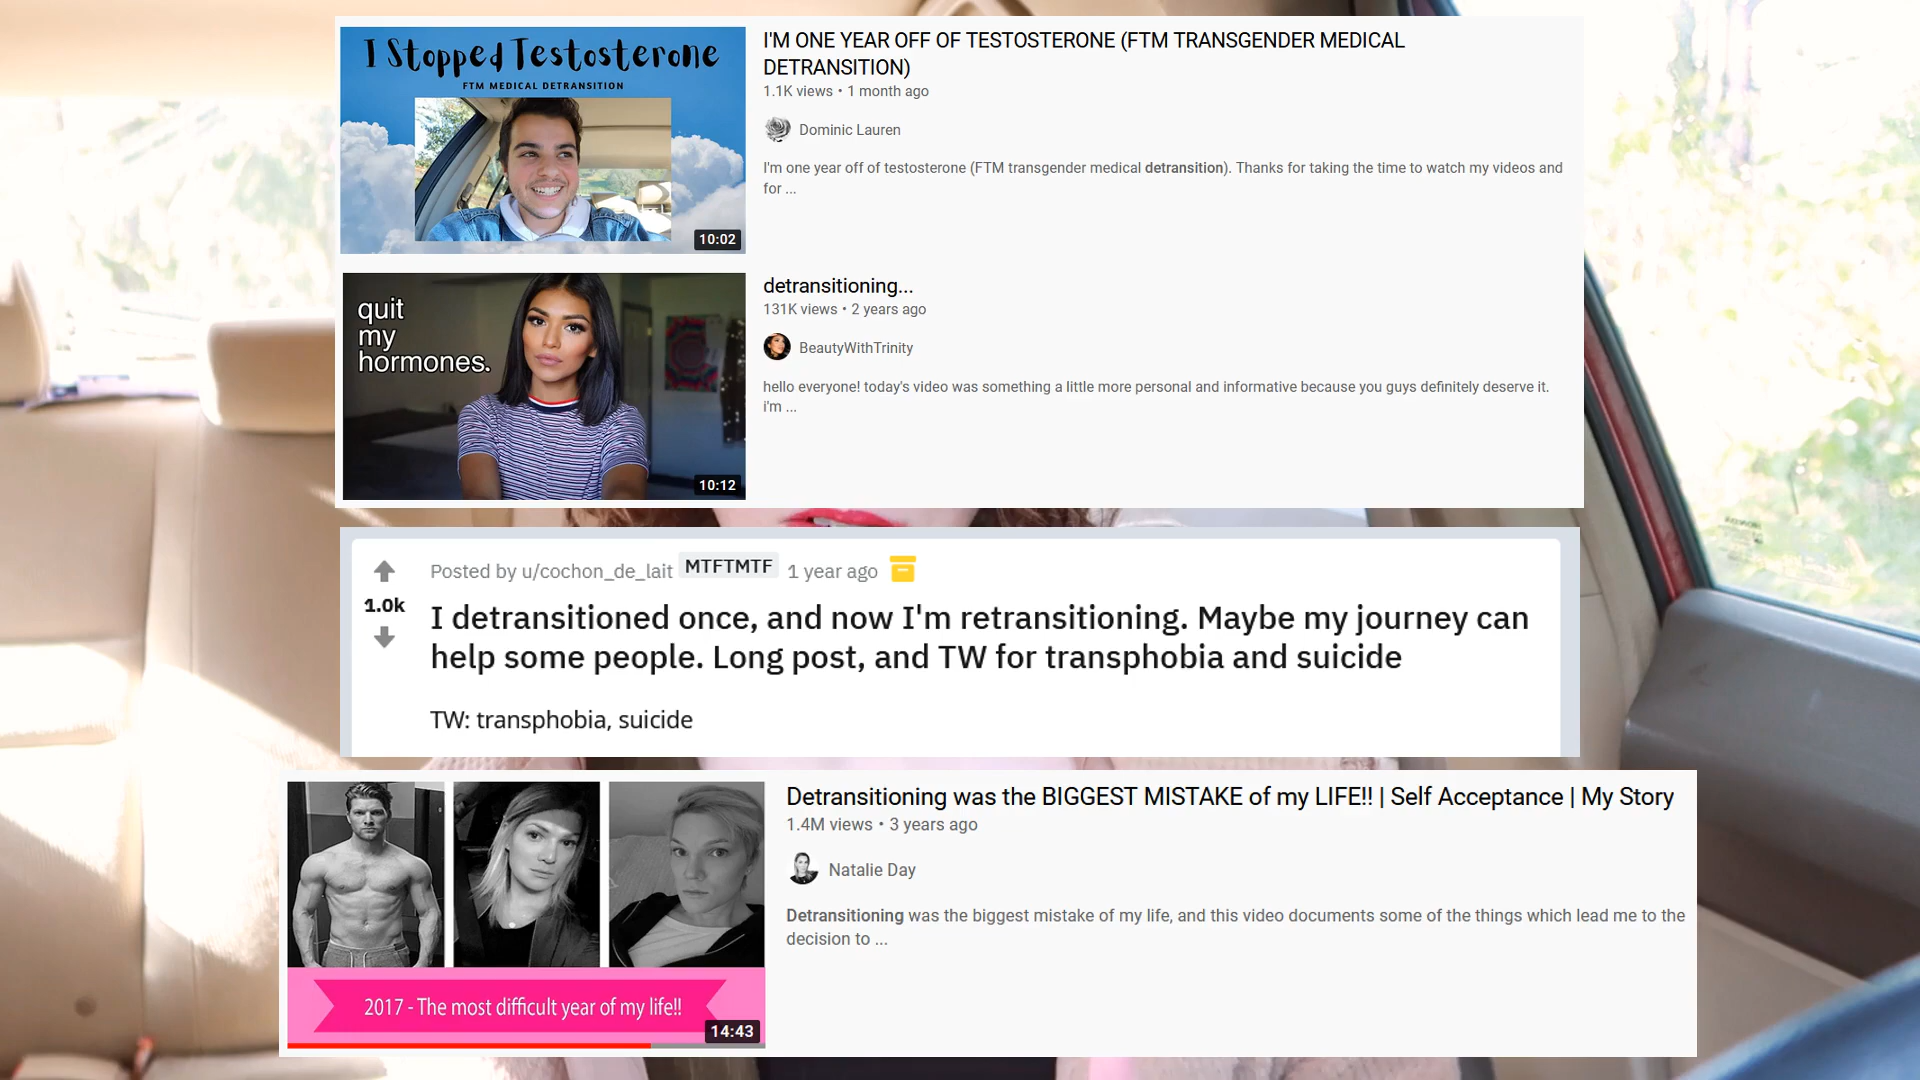 I Stopped Testosterone
FTM MEDICAL DETRANSITION
10:02
I'M ONE YEAR OFF OF TESTOSTERONE (FTM TRANSGENDER MEDICAL
DETRANSITION)
1.1K views • 1 month ago
Dominic Lauren
I'm one year off of testosterone (FTM transgender medical detransition). Thanks for taking the time to watch my videos and
for ...
quit
my
hormones.
10:12
detransitioning...
131K views • 2 years ago
BeautyWithTrinity
hello everyone! today's video was something a little more personal and informative because you guys definitely deserve it.
i'm ...
Posted by u/cochon_de_lait MTFTMTF 1 year ago
1.0k
I detransitioned once, and now I'm retransitioning. Maybe my journey can
help some people. Long post, and TW for transphobia and suicide
TW: transphobia, suicide
2017 - The most difficult year of my life!!
14:43
Detransitioning was the BIGGEST MISTAKE of my LIFE!! | Self Acceptance | My Story
1.4M views • 3 years ago
Natalie Day
Detransitioning was the biggest mistake of my life, and this video documents some of the things which lead me to the
decision to ...